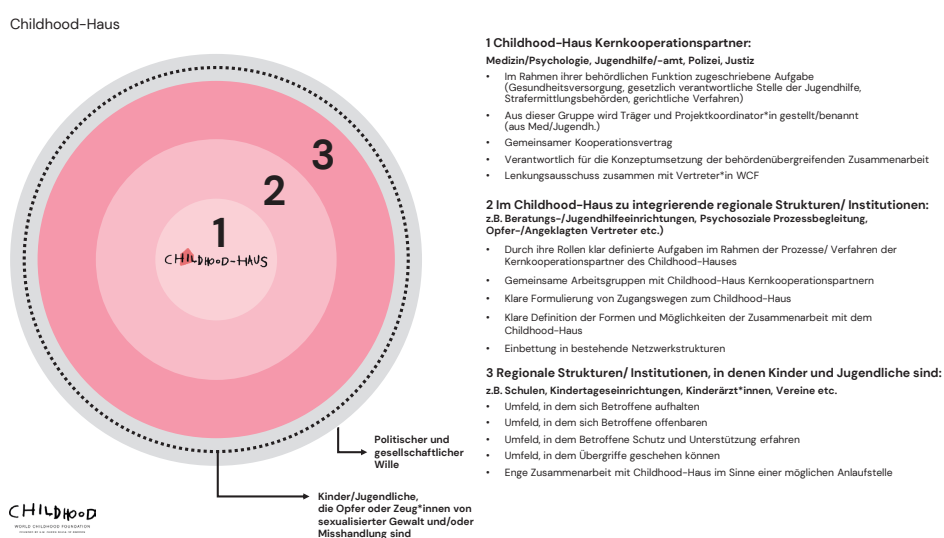 Childhood-Haus
1
2
3
CHILDHOOD-HAUS
Politischer und
gesellschaftlicher
Wille
Kinder/Jugendliche,
die Opfer oder Zeug*innen von
sexualisierter Gewalt und/oder
Misshandlung sind
CHILDHOOD
WORLD CHILDHOOD FOUNDATION
1 Childhood-Haus Kernkooperationspartner:
Medizin/Psychologie, Jugendhilfe/-amt, Polizei, Justiz
• Im Rahmen ihrer behördlichen Funktion zugeschriebene Aufgabe
(Gesundheitsversorgung, gesetzlich verantwortliche Stelle der Jugendhilfe,
Strafermittlungsbehörden, gerichtliche Verfahren)
• Aus dieser Gruppe wird Träger und Projektkoordinator*in gestellt/benannt
(aus Med/Jugendh.)
• Gemeinsamer Kooperationsvertrag
• Verantwortlich für die Konzeptumsetzung der behördenübergreifenden Zusammenarbeit
• Lenkungsausschuss zusammen mit Vertreter*in WCF
2 Im Childhood-Haus zu integrierende regionale Strukturen/ Institutionen:
z.B. Beratungs-/Jugendhilfeeinrichtungen, Psychosoziale Prozessbegleitung,
Opfer-/Angeklagten Vertreter etc.)
• Durch ihre Rollen klar definierte Aufgaben im Rahmen der Prozesse/ Verfahren der
Kernkooperationspartner des Childhood-Hauses
• Gemeinsame Arbeitsgruppen mit Childhood-Haus Kernkooperationspartnern
• Klare Formulierung von Zugangswegen zum Childhood-Haus
• Klare Definition der Formen und Möglichkeiten der Zusammenarbeit mit dem
Childhood-Haus
• Einbettung in bestehende Netzwerkstrukturen
3 Regionale Strukturen/ Institutionen, in denen Kinder und Jugendliche sind:
z.B. Schulen, Kindertageseinrichtungen, Kinderärzt*innen, Vereine etc.
• Umfeld, in dem sich Betroffene aufhalten
• Umfeld, in dem sich Betroffene offenbaren
• Umfeld, in dem Betroffene Schutz und Unterstützung erfahren
• Umfeld, in dem Übergriffe geschehen können
• Enge Zusammenarbeit mit Childhood-Haus im Sinne einer möglichen Anlaufstelle